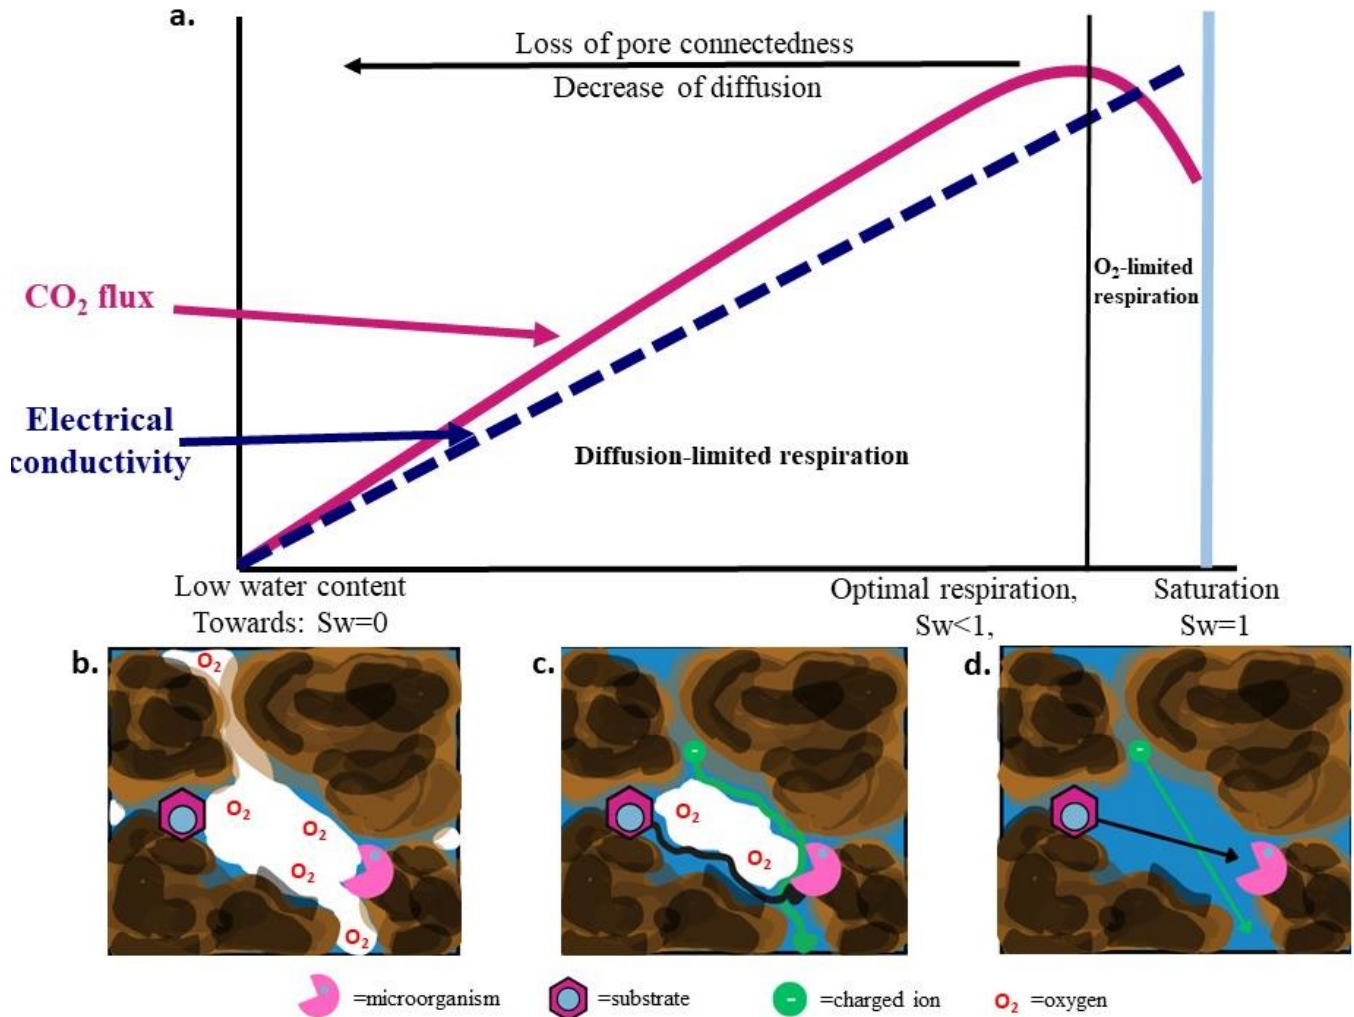 a.
Loss of pore connectedness
Decrease of diffusion
CO₂ flux
O₂-limited
respiration
Electrical
conductivity
Diffusion-limited respiration
Low water content
Towards: Sw=0
Optimal respiration,
Sw<1,
Saturation
Sw=1
b.
O₂
O₂
O₂
O₂
O₂
c.
-
O₂
O₂
d.
-
=microorganism
=substrate
- =charged ion
O₂ =oxygen